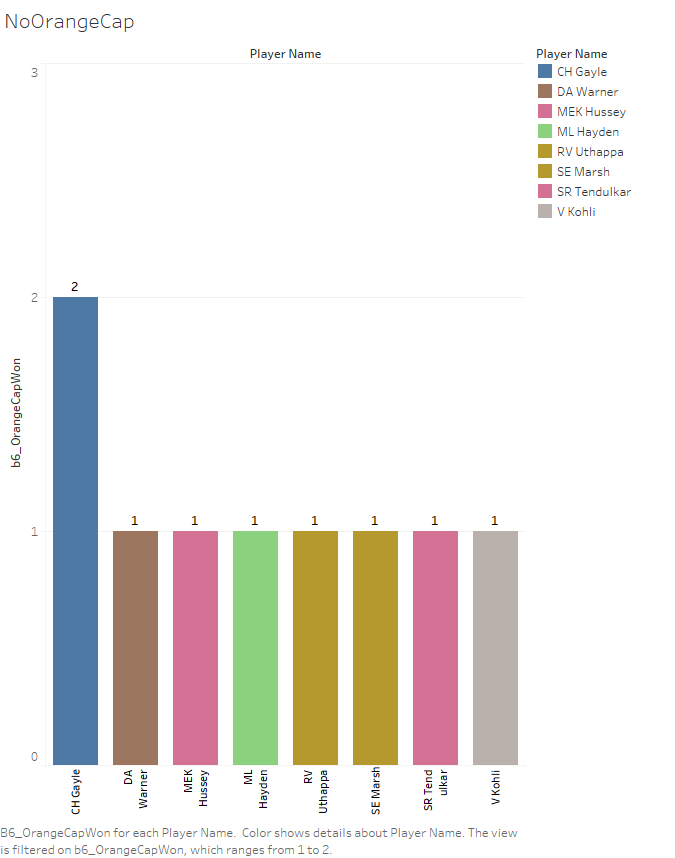 NoOrangeCap
Player Name
3
2
1
0
b6_OrangeCapWon
2
1
1
1
1
1
1
1
CH Gayle
DA
Warner
MEK
Hussey
ML
Hayden
RV
Uthappa
SE Marsh
SR Tend
ulkar
V Kohli
Player Name
CH Gayle
DA Warner
MEK Hussey
ML Hayden
RV Uthappa
SE Marsh
SR Tendulkar
V Kohli
B6_OrangeCapWon for each Player Name.  Color shows details about Player Name. The view
is filtered on b6_OrangeCapWon, which ranges from 1 to 2.